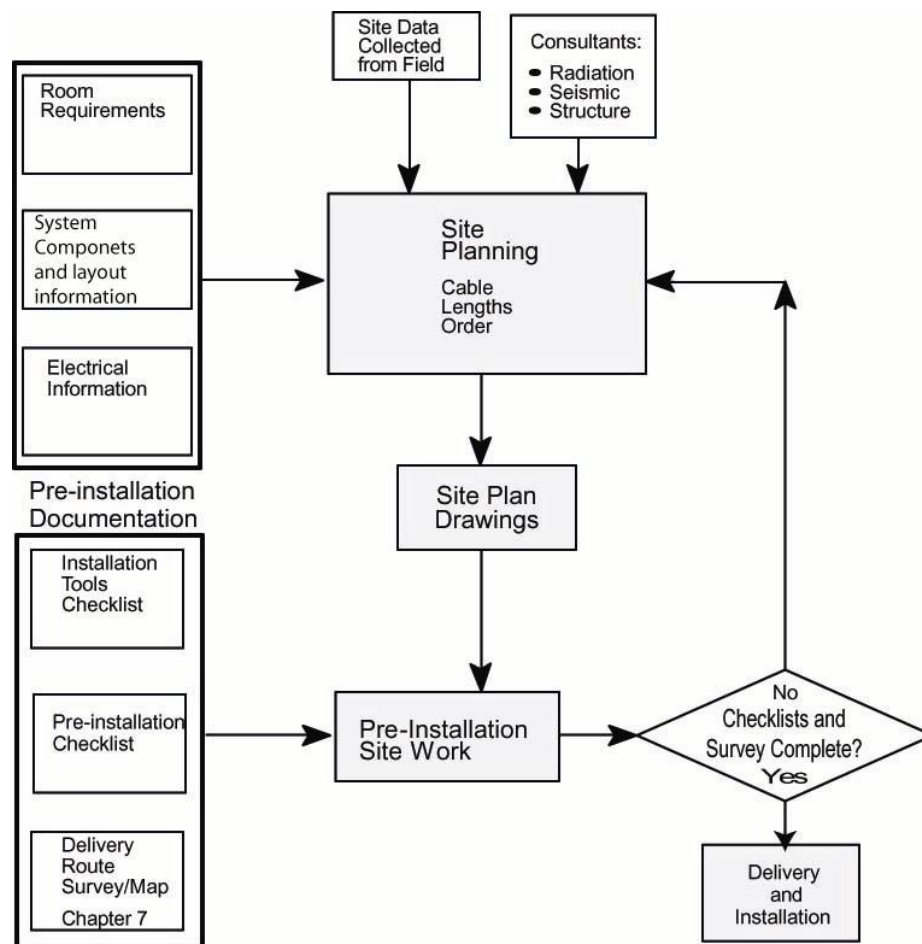 Site Data
Collected
from Field
Consultants:
• Radiation
• Seismic
• Structure
Room
Requirements
System
Componets
and layout
information
Electrical
Information
Pre-installation
Documentation
Site
Planning
Cable
Lengths
Order
Site Plan
Drawings
Installation
Tools
Checklist
Pre-installation
Checklist
Delivery
Route
Survey/Map
Chapter 7
Pre-Installation
Site Work
No
Checklists and
Survey Complete?
Yes
Delivery
and
Installation